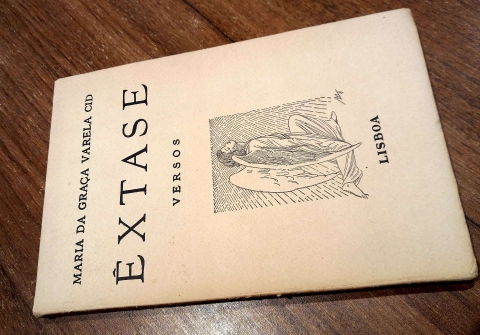 MARIA DA GRAÇA VARELA CID
ÊXTASE
VERSOS
LISBOA